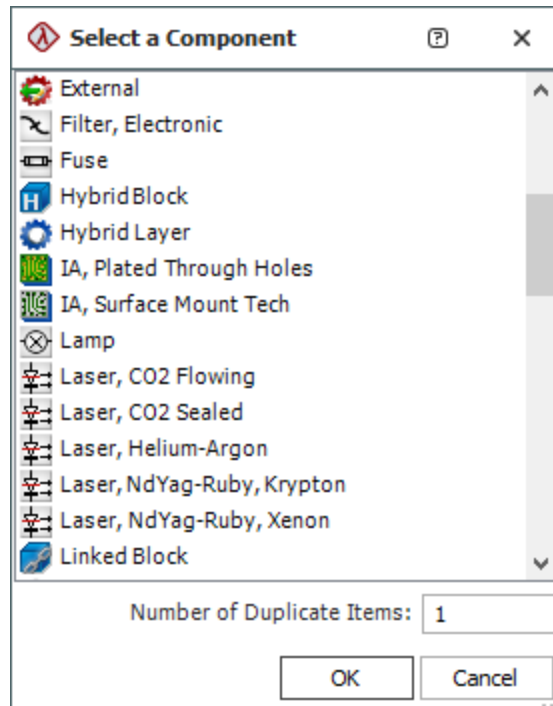 Select a Component
External
Filter, Electronic
Fuse
Hybrid Block
Hybrid Layer
IA, Plated Through Holes
IA, Surface Mount Tech
Lamp
Laser, CO2 Flowing
Laser, CO2 Sealed
Laser, Helium-Argon
Laser, NdYag-Ruby, Krypton
Laser, NdYag-Ruby, Xenon
Linked Block
Number of Duplicate Items: 1
OK Cancel